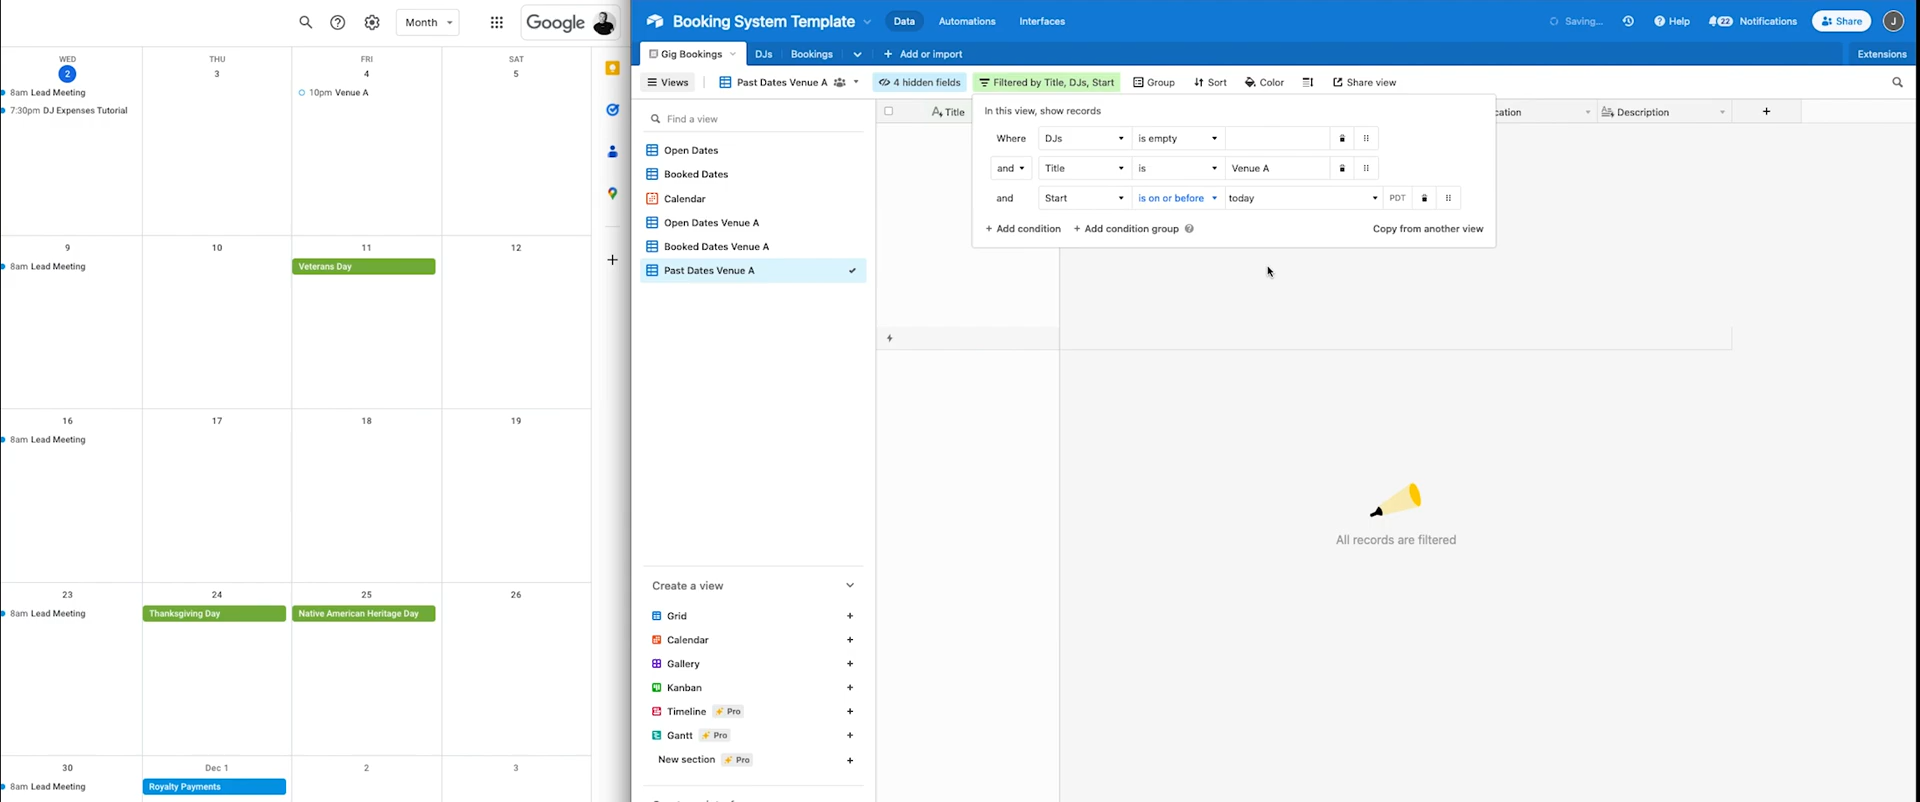 Month
Google
WED
THU
FRI
SAT
2
3
4
5
8am Lead Meeting
7:30pm DJ Expenses Tutorial
10pm Venue A
9
10
11
12
8am Lead Meeting
Veterans Day
16
17
18
19
8am Lead Meeting
23
24
25
26
8am Lead Meeting
Thanksgiving Day
Native American Heritage Day
30
Dec 1
2
3
8am Lead Meeting
Royalty Payments
Booking System Template
Data
Automations
Interfaces
Saving...
Help
22
Notifications
Share
J
Gig Bookings
DJs
Bookings
+ Add or import
Extensions
Views
Past Dates Venue A
4 hidden fields
Filtered by Title, DJs, Start
Group
Sort
Color
Share view
Find a view
Open Dates
Booked Dates
Calendar
Open Dates Venue A
Booked Dates Venue A
Past Dates Venue A
Title
cation
Description
+
In this view, show records
Where DJs is empty
and Title is Venue A
and Start is on or before today PDT
+ Add condition + Add condition group Copy from another view
All records are filtered
Create a view
Grid +
Calendar +
Gallery +
Kanban +
Timeline Pro +
Gantt Pro +
New section Pro +